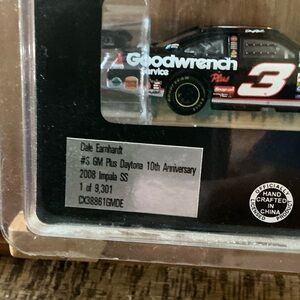 Goodwrench
Service Plus
3
Dale Earnhardt
#3 GM Plus Daytona 10th Anniversary
2008 Impala SS
1 of 9,301
CX38861GMDE
OFFICIALLY
HAND
CRAFTED
IN
CHINA
LICENSED PRODUCT